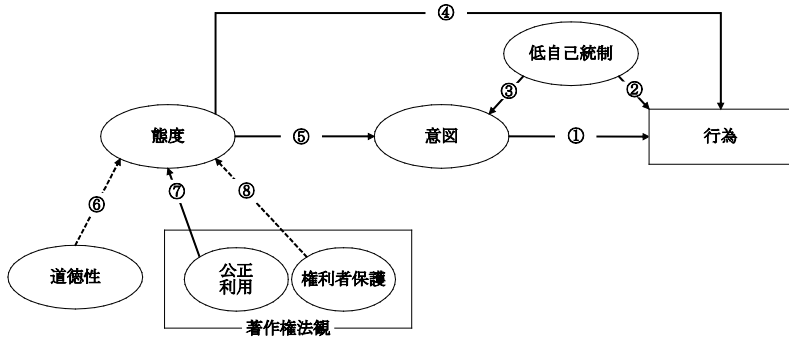 ④
低自己統制
③
②
態度
⑤
意図
①
行為
⑥
⑦
⑧
道徳性
公正
利用
権利者保護
著作権法観